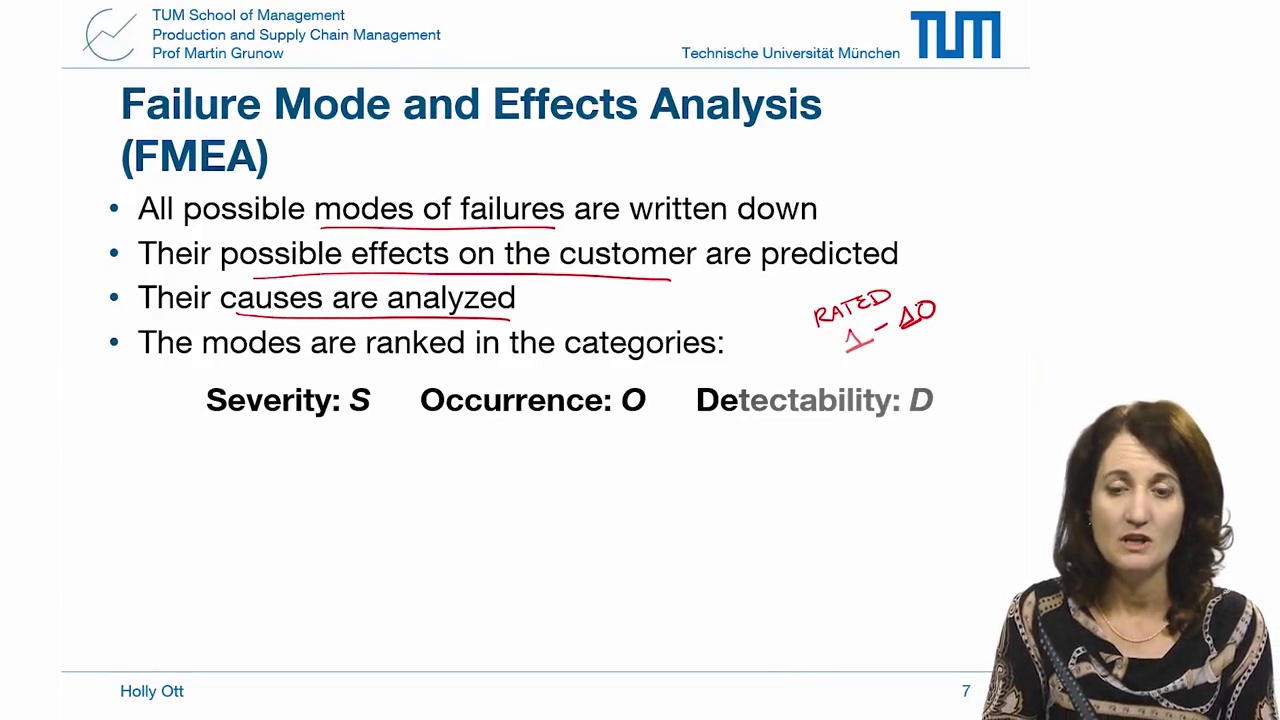 TUM School of Management
Production and Supply Chain Management
Prof Martin Grunow
Technische Universität München
TUM
Failure Mode and Effects Analysis
(FMEA)
• All possible modes of failures are written down
• Their possible effects on the customer are predicted
• Their causes are analyzed
• The modes are ranked in the categories:
RATED
1-10
Severity: S Occurrence: O Detectability: D
Holly Ott
7